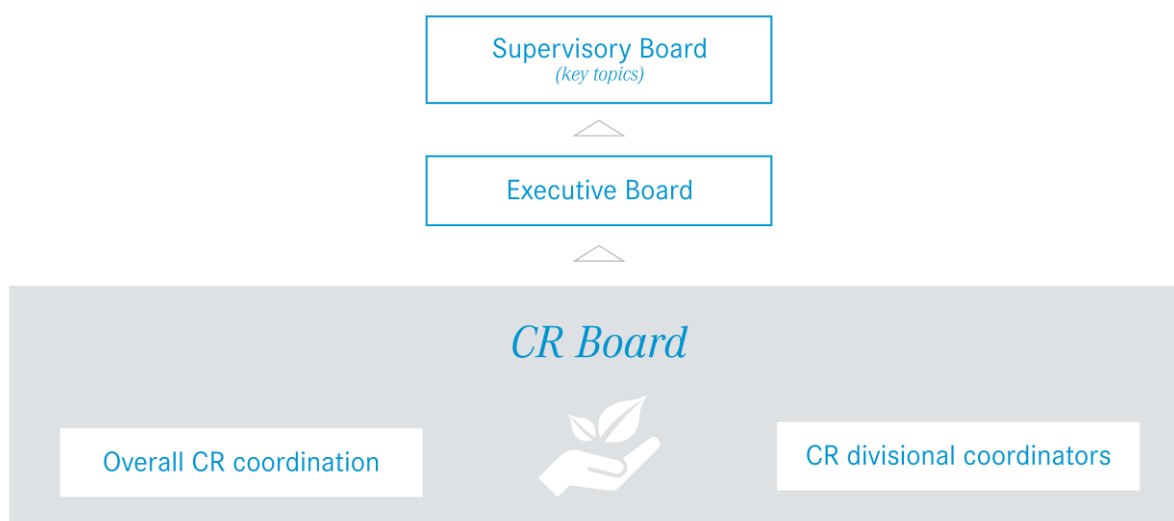 Supervisory Board
(key topics)
Executive Board
CR Board
Overall CR coordination
CR divisional coordinators